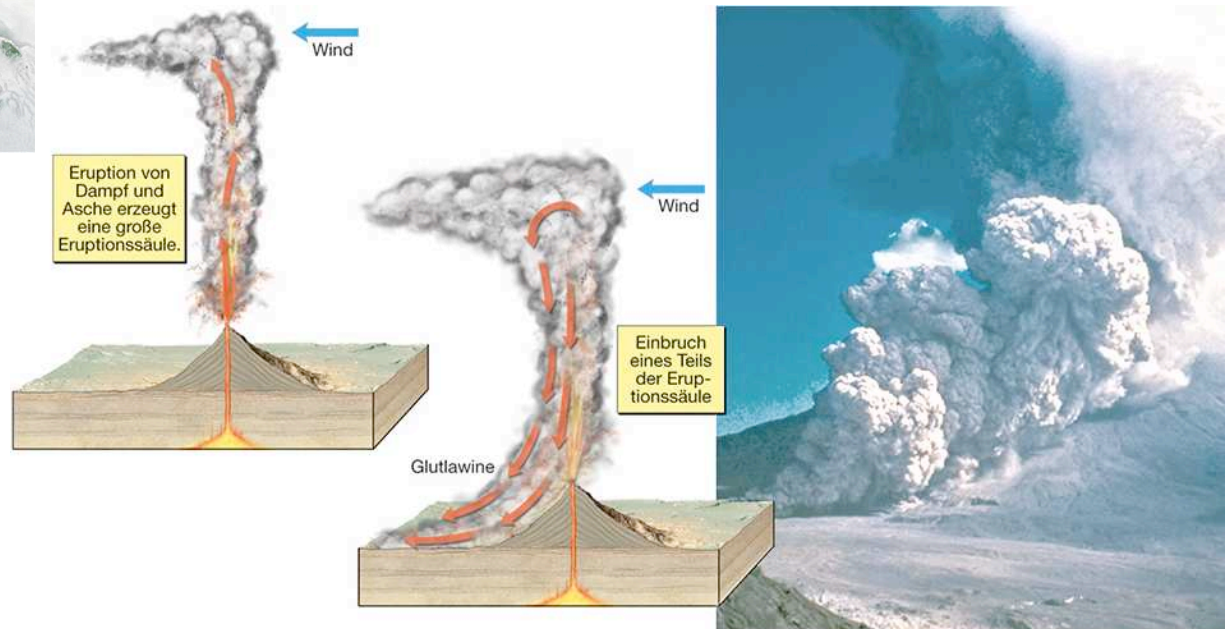 Wind
Eruption von
Dampf und
Asche erzeugt
eine große
Eruptionssäule.
Wind
Einbruch
eines Teils
der Erup-
tionssäule
Glutlawine